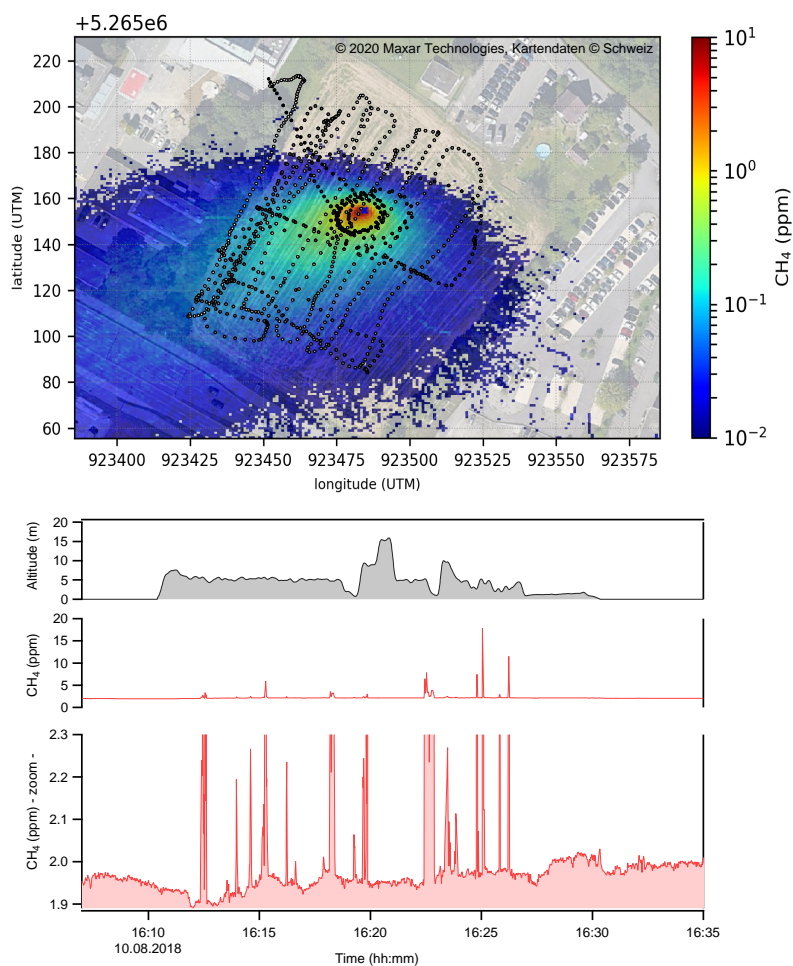 +5.265e6
© 2020 Maxar Technologies, Kartendaten © Schweiz
220
200
180
160
140
120
100
80
60
latitude (UTM)
923400 923425 923450 923475 923500 923525 923550 923575
longitude (UTM)
10¹
10⁰
10⁻¹
10⁻²
CH₄ (ppm)
20
15
10
5
0
Altitude (m)
20
15
10
5
0
CH₄ (ppm)
2.3
2.2
2.1
2.0
1.9
CH₄ (ppm) - zoom -
16:10 16:15 16:20 16:25 16:30 16:35
10.08.2018
Time (hh:mm)